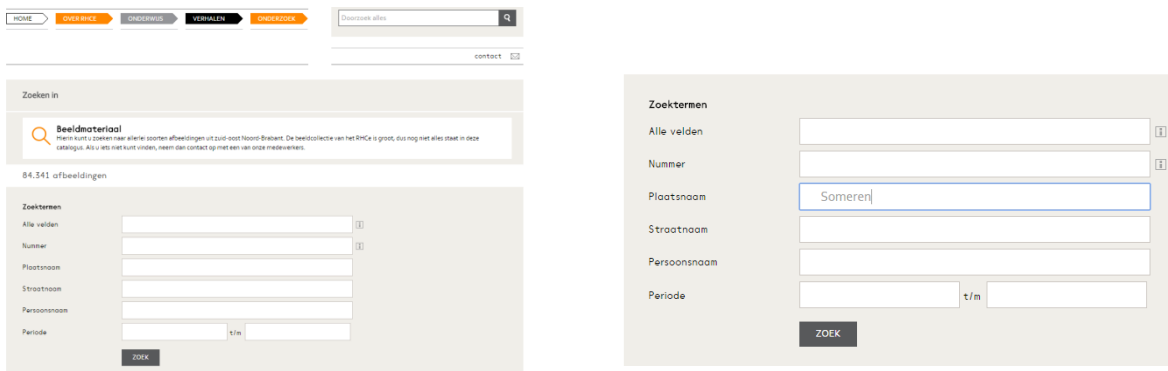 HOME
OVER RHCE
ONDERWIJS
VERHALEN
ONDERZOEK
Doorzoek alles
contact
Zoeken in
Beeldmateriaal
Hierin kunt u zoeken naar allerlei soorten afbeeldingen uit zuid-oost Noord-Brabant. De beeldcollectie van het RHCe is groot, dus nog niet alles staat in deze
catalogus. Als u iets niet kunt vinden, neem dan contact op met een van onze medewerkers.
84.341 afbeeldingen
Zoektermen
Alle velden
Nummer
Plaatsnaam
Straatnaam
Persoonsnaam
Periode t/m
ZOEK
Zoektermen
Alle velden
Nummer
Plaatsnaam Someren
Straatnaam
Persoonsnaam
Periode t/m
ZOEK